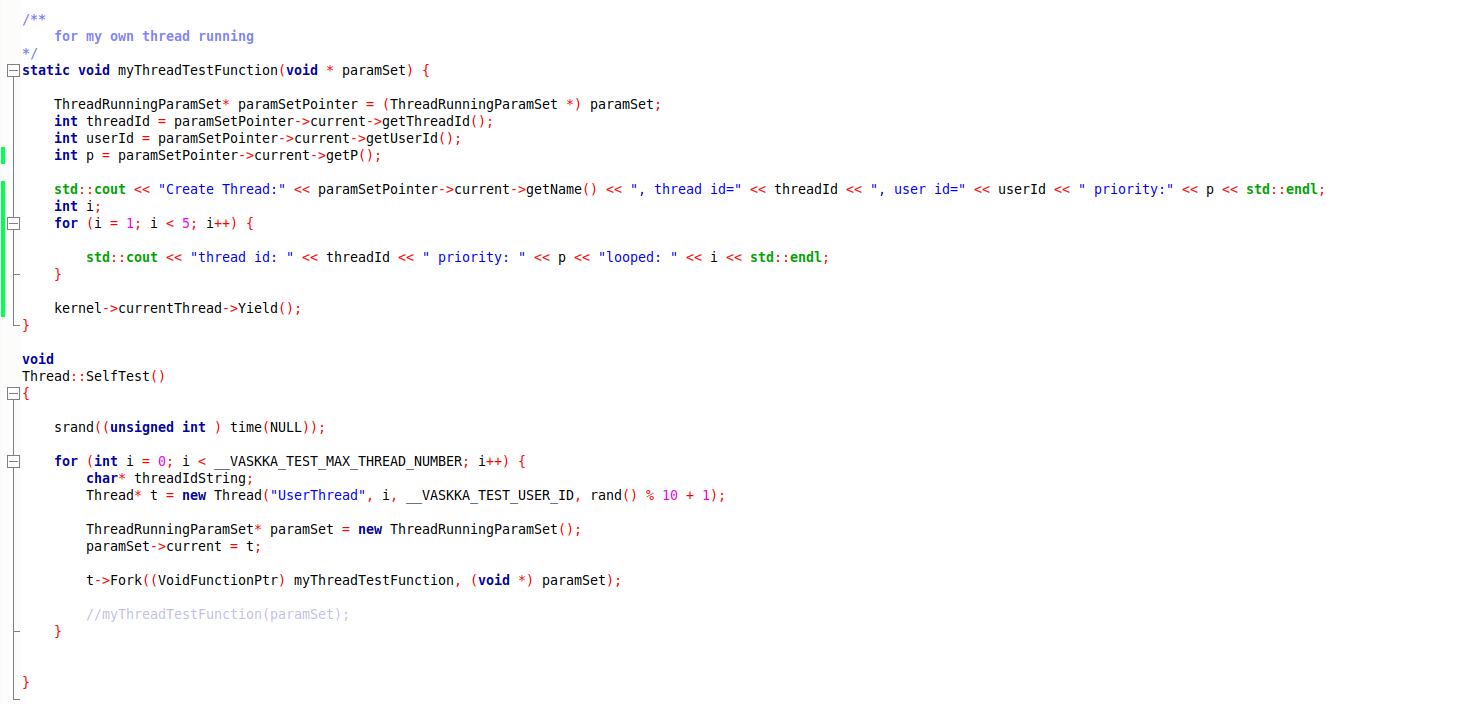 /**
    for my own thread running
*/
static void myThreadTestFunction(void * paramSet) {
    ThreadRunningParamSet* paramSetPointer = (ThreadRunningParamSet *) paramSet;
    int threadId = paramSetPointer->current->getThreadId();
    int userId = paramSetPointer->current->getUserId();
    int p = paramSetPointer->current->getP();
    std::cout << "Create Thread:" << paramSetPointer->current->getName() << ", thread id=" << threadId << ", user id=" << userId << " priority:" << p << std::endl;
    int i;
    for (i = 1; i < 5; i++) {
        std::cout << "thread id: " << threadId << " priority: " << p << "looped: " << i << std::endl;
    }
    kernel->currentThread->Yield();
}
void
Thread::SelfTest()
{
    srand((unsigned int ) time(NULL));
    for (int i = 0; i < __VASKKA_TEST_MAX_THREAD_NUMBER; i++) {
        char* threadIdString;
        Thread* t = new Thread("UserThread", i, __VASKKA_TEST_USER_ID, rand() % 10 + 1);
        ThreadRunningParamSet* paramSet = new ThreadRunningParamSet();
        paramSet->current = t;
        t->Fork((VoidFunctionPtr) myThreadTestFunction, (void *) paramSet);
        //myThreadTestFunction(paramSet);
    }
}